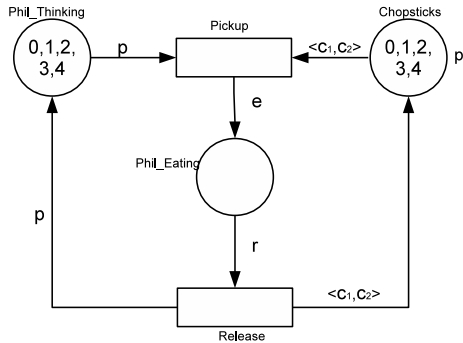 Phil_Thinking
Pickup
Chopsticks
0,1,2,
3,4
p
<c₁,c₂>
0,1,2,
3,4
p
e
Phil_Eating
p
r
<c₁,c₂>
Release